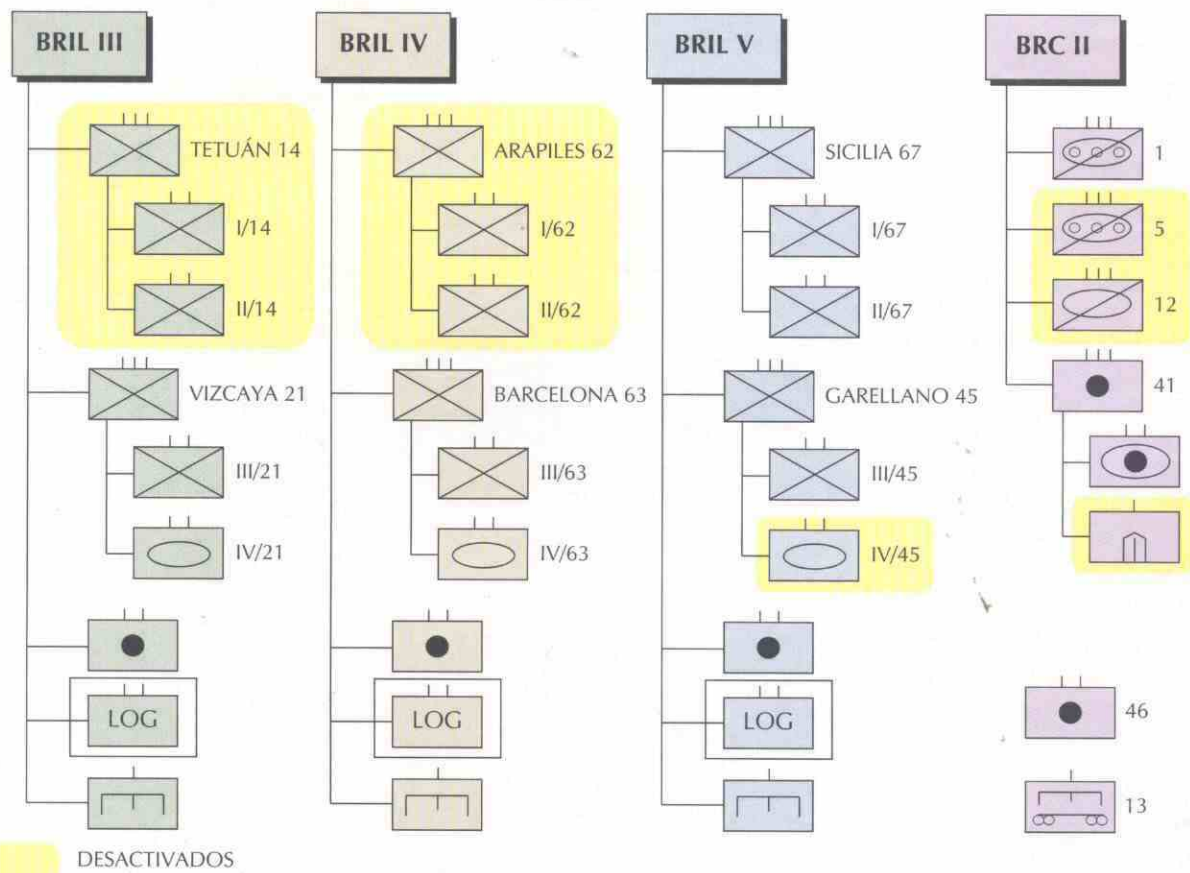 BRIL III
BRIL IV
BRIL V
BRC II
TETUÁN 14
I/14
II/14
VIZCAYA 21
III/21
IV/21
LOG
ARAPILES 62
I/62
II/62
BARCELONA 63
III/63
IV/63
LOG
SICILIA 67
I/67
II/67
GARELLANO 45
III/45
IV/45
LOG
1
5
12
41
46
13
DESACTIVADOS